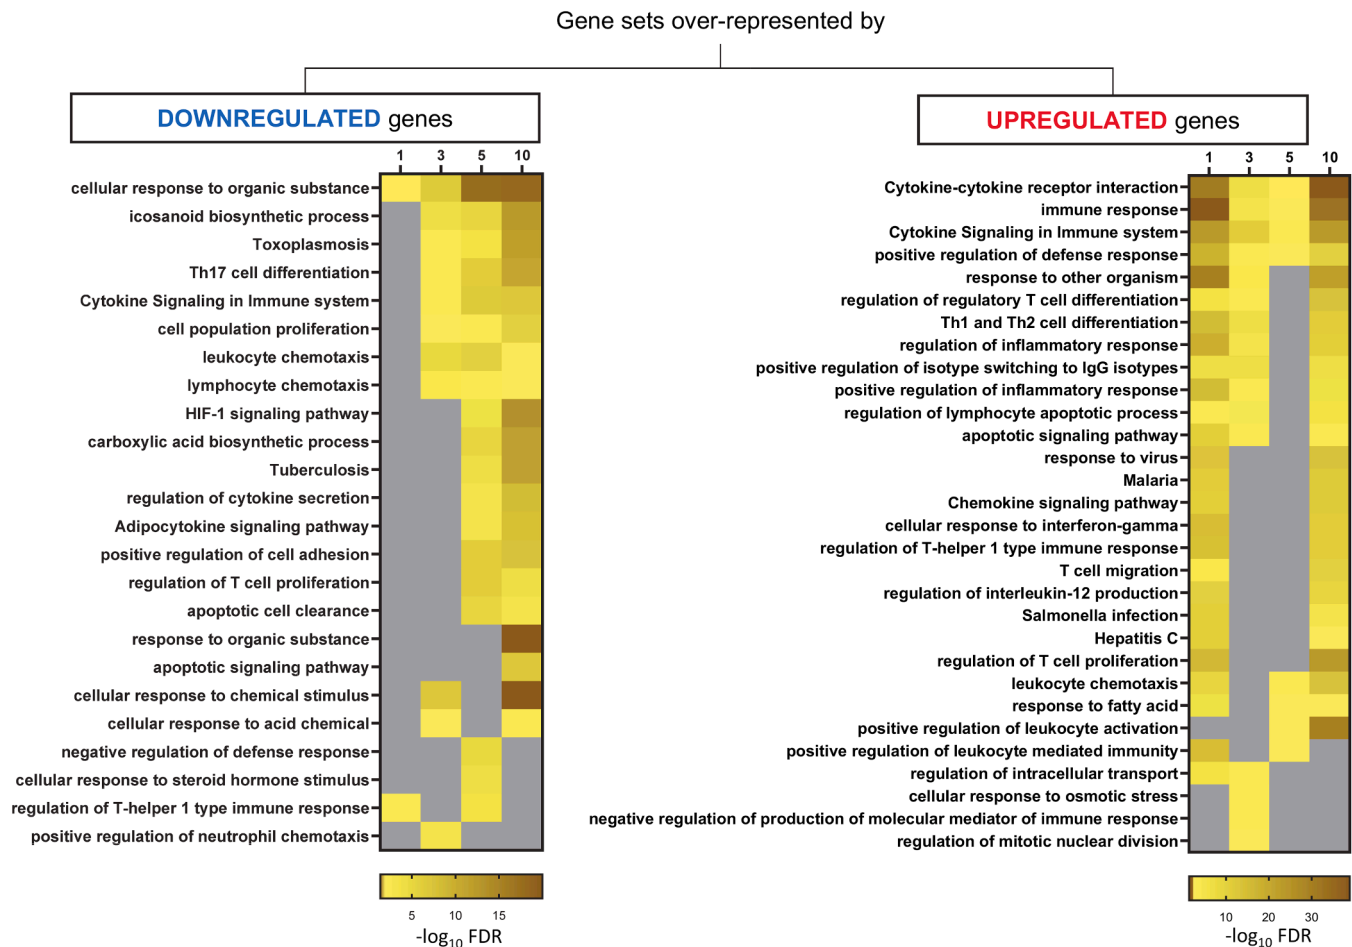 Gene sets over-represented by
DOWNREGULATED genes
1 3 5 10
cellular response to organic substance
icosanoid biosynthetic process
Toxoplasmosis
Th17 cell differentiation
Cytokine Signaling in Immune system
cell population proliferation
leukocyte chemotaxis
lymphocyte chemotaxis
HIF-1 signaling pathway
carboxylic acid biosynthetic process
Tuberculosis
regulation of cytokine secretion
Adipocytokine signaling pathway
positive regulation of cell adhesion
regulation of T cell proliferation
apoptotic cell clearance
response to organic substance
apoptotic signaling pathway
cellular response to chemical stimulus
cellular response to acid chemical
negative regulation of defense response
cellular response to steroid hormone stimulus
regulation of T-helper 1 type immune response
positive regulation of neutrophil chemotaxis
5 10 15
-log10 FDR
UPREGULATED genes
1 3 5 10
Cytokine-cytokine receptor interaction
immune response
Cytokine Signaling in Immune system
positive regulation of defense response
response to other organism
regulation of regulatory T cell differentiation
Th1 and Th2 cell differentiation
regulation of inflammatory response
positive regulation of isotype switching to IgG isotypes
positive regulation of inflammatory response
regulation of lymphocyte apoptotic process
apoptotic signaling pathway
response to virus
Malaria
Chemokine signaling pathway
cellular response to interferon-gamma
regulation of T-helper 1 type immune response
T cell migration
regulation of interleukin-12 production
Salmonella infection
Hepatitis C
regulation of T cell proliferation
leukocyte chemotaxis
response to fatty acid
positive regulation of leukocyte activation
positive regulation of leukocyte mediated immunity
regulation of intracellular transport
cellular response to osmotic stress
negative regulation of production of molecular mediator of immune response
regulation of mitotic nuclear division
10 20 30
-log10 FDR